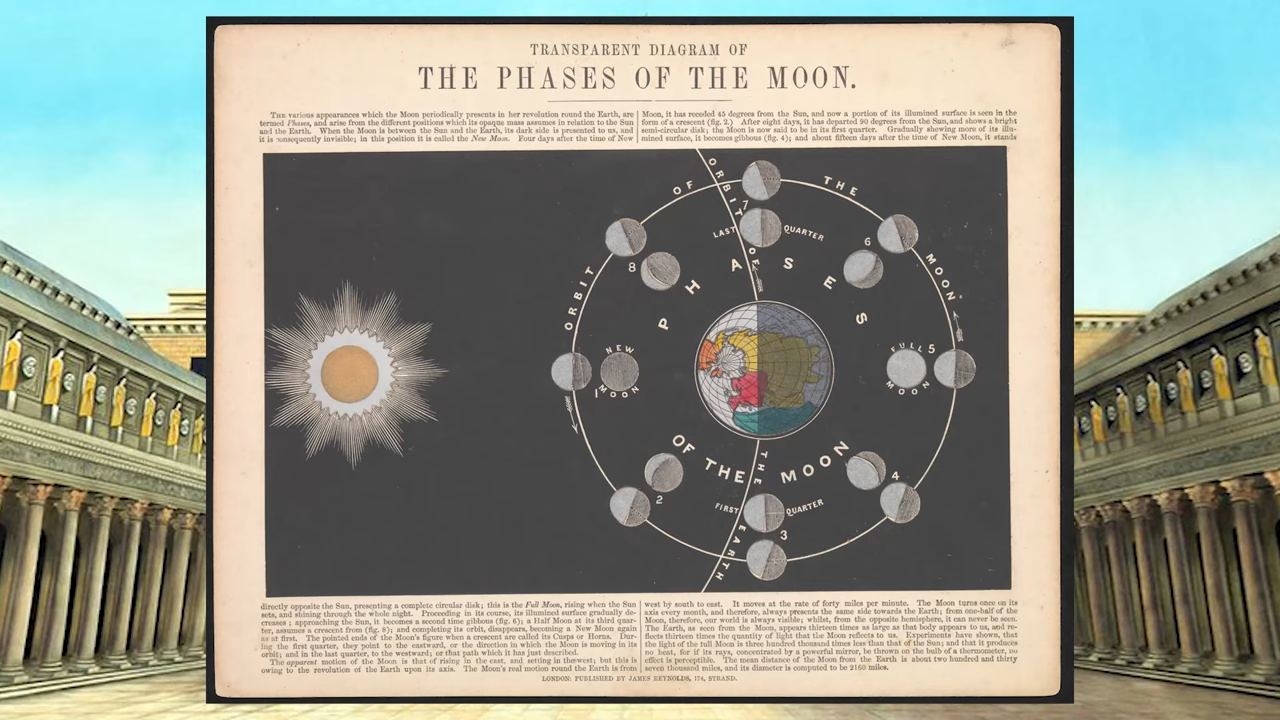 TRANSPARENT DIAGRAM OF
THE PHASES OF THE MOON.
THE various appearances which the Moon periodically presents in her revolution round the Earth, are
termed Phases, and arise from the different positions which its opaque mass assumes in relation to the Sun
and the Earth. When the Moon is between the Sun and the Earth, its dark side is presented to us, and
it is consequently invisible; in this position it is called the New Moon. Four days after the time of New
Moon, it has receded 45 degrees from the Sun, and now a portion of its illumined surface is seen in the
form of a crescent (fig. 2.) After eight days, it has departed 90 degrees from the Sun, and shows a bright
semi-circular disk; the Moon is now said to be in its first quarter. Gradually shewing more of its illu-
mined surface, it becomes gibbous (fig. 4); and about fifteen days after the time of New Moon, it stands
ORBIT OF THE MOON
ORBIT OF THE EARTH
PHASES
OF THE MOON
LAST QUARTER
7
6
8
NEW MOON
1
FULL MOON
5
2
4
FIRST QUARTER
3
directly opposite the Sun, presenting a complete circular disk; this is the Full Moon, rising when the Sun
sets, and shining through the whole night. Proceeding in its course, its illumined surface gradually de-
creases; approaching the Sun, it becomes a second time gibbous (fig. 6); a Half Moon at its third quar-
ter, assumes a crescent from (fig. 8); and completing its orbit, disappears, becoming a New Moon again
as at first. The pointed ends of the Moon's figure when a crescent are called its Cusps or Horns. Dur-
ing the first quarter, they point to the eastward, or the direction in which the Moon is moving in its
orbit; and in the last quarter, to the westward; or that path which it has just described.
The apparent motion of the Moon is that of rising in the east, and setting in the west; but this is
owing to the revolution of the Earth upon its axis. The Moon's real motion round the Earth is from
west by south to east. It moves at the rate of forty miles per minute. The Moon turns once on its
axis every month, and therefore, always presents the same side towards the Earth; from one-half of the
Moon, therefore, our world is always visible; whilst, from the opposite hemisphere, it can never be seen.
The Earth, as seen from the Moon, appears thirteen times as large as that body appears to us, and re-
flects thirteen times the quantity of light that the Moon reflects to us. Experiments have shown, that
the light of the full Moon is three hundred thousand times less than that of the Sun; and that it produces
no heat, for if its rays, concentrated by a powerful mirror, be thrown on the bulb of a thermometer, no
effect is perceptible. The mean distance of the Moon from the Earth is about two hundred and thirty
seven thousand miles, and its diameter is computed to be 2160 miles.
LONDON: PUBLISHED BY JAMES REYNOLDS, 174, STRAND.